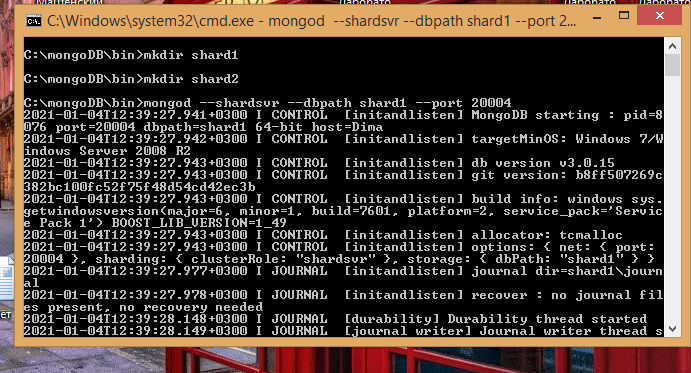 C:\Windows\system32\cmd.exe - mongod --shardsvr --dbpath shard1 --port 2...
C:\mongoDB\bin>mkdir shard1
C:\mongoDB\bin>mkdir shard2
C:\mongoDB\bin>mongod --shardsvr --dbpath shard1 --port 20004
2021-01-04T12:39:27.941+0300 I CONTROL  [initandlisten] MongoDB starting : pid=8
076 port=20004 dbpath=shard1 64-bit host=Dima
2021-01-04T12:39:27.942+0300 I CONTROL  [initandlisten] targetMinOS: Windows 7/W
indows Server 2008 R2
2021-01-04T12:39:27.943+0300 I CONTROL  [initandlisten] db version v3.0.15
2021-01-04T12:39:27.943+0300 I CONTROL  [initandlisten] git version: b8ff507269c
382bc100fc52f75f48d54cd42ec3b
2021-01-04T12:39:27.943+0300 I CONTROL  [initandlisten] build info: windows sys.
getwindowsversion(major=6, minor=1, build=7601, platform=2, service_pack='Servic
e Pack 1') BOOST_LIB_VERSION=1_49
2021-01-04T12:39:27.943+0300 I CONTROL  [initandlisten] allocator: tcmalloc
2021-01-04T12:39:27.943+0300 I CONTROL  [initandlisten] options: { net: { port:
20004 }, sharding: { clusterRole: "shardsvr" }, storage: { dbPath: "shard1" } }
2021-01-04T12:39:27.977+0300 I JOURNAL  [initandlisten] journal dir=shard1\journ
al
2021-01-04T12:39:27.978+0300 I JOURNAL  [initandlisten] recover : no journal fil
es present, no recovery needed
2021-01-04T12:39:28.148+0300 I JOURNAL  [durability] Durability thread started
2021-01-04T12:39:28.149+0300 I JOURNAL  [journal writer] Journal writer thread s